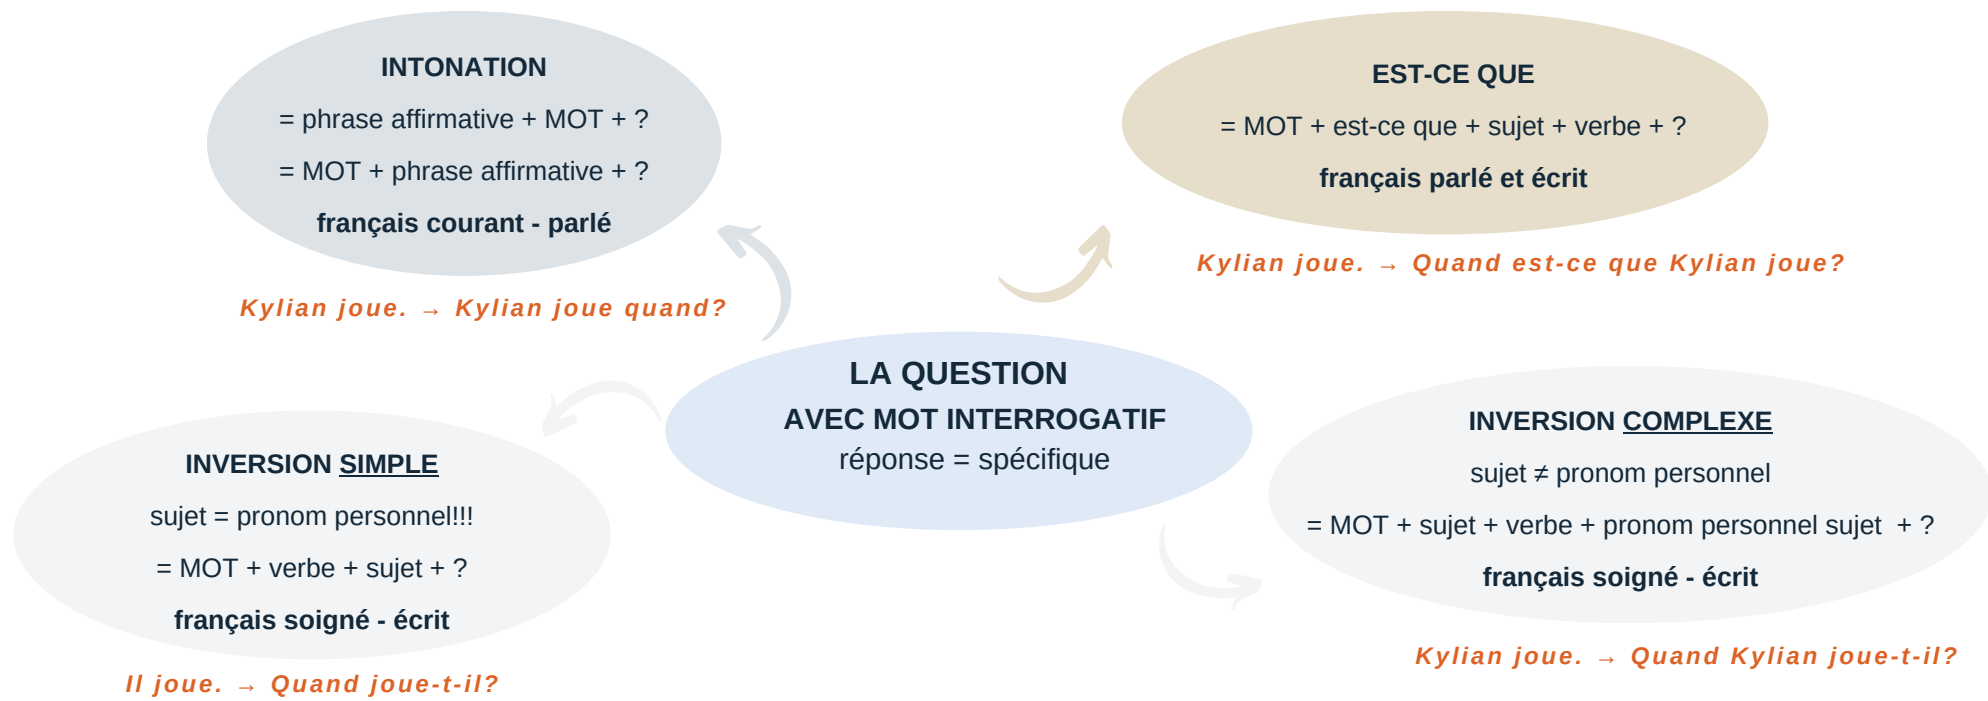 INTONATION
= phrase affirmative + MOT + ?
= MOT + phrase affirmative + ?
français courant - parlé
Kylian joue. → Kylian joue quand?
EST-CE QUE
= MOT + est-ce que + sujet + verbe + ?
français parlé et écrit
Kylian joue. → Quand est-ce que Kylian joue?
LA QUESTION
AVEC MOT INTERROGATIF
réponse = spécifique
INVERSION SIMPLE
sujet = pronom personnel!!!
= MOT + verbe + sujet + ?
français soigné - écrit
Il joue. → Quand joue-t-il?
INVERSION COMPLEXE
sujet ≠ pronom personnel
= MOT + sujet + verbe + pronom personnel sujet  + ?
français soigné - écrit
Kylian joue. → Quand Kylian joue-t-il?